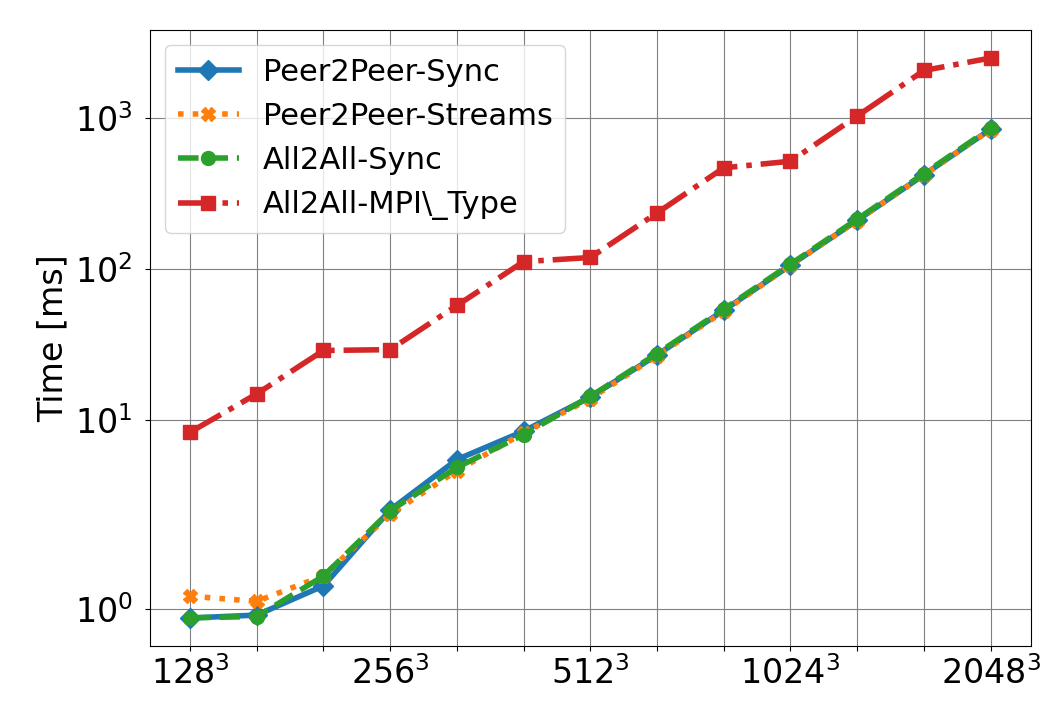 Peer2Peer-Sync
Peer2Peer-Streams
All2All-Sync
All2All-MPI\_Type
Time [ms]
10³
10²
10¹
10⁰
128³
256³
512³
1024³
2048³